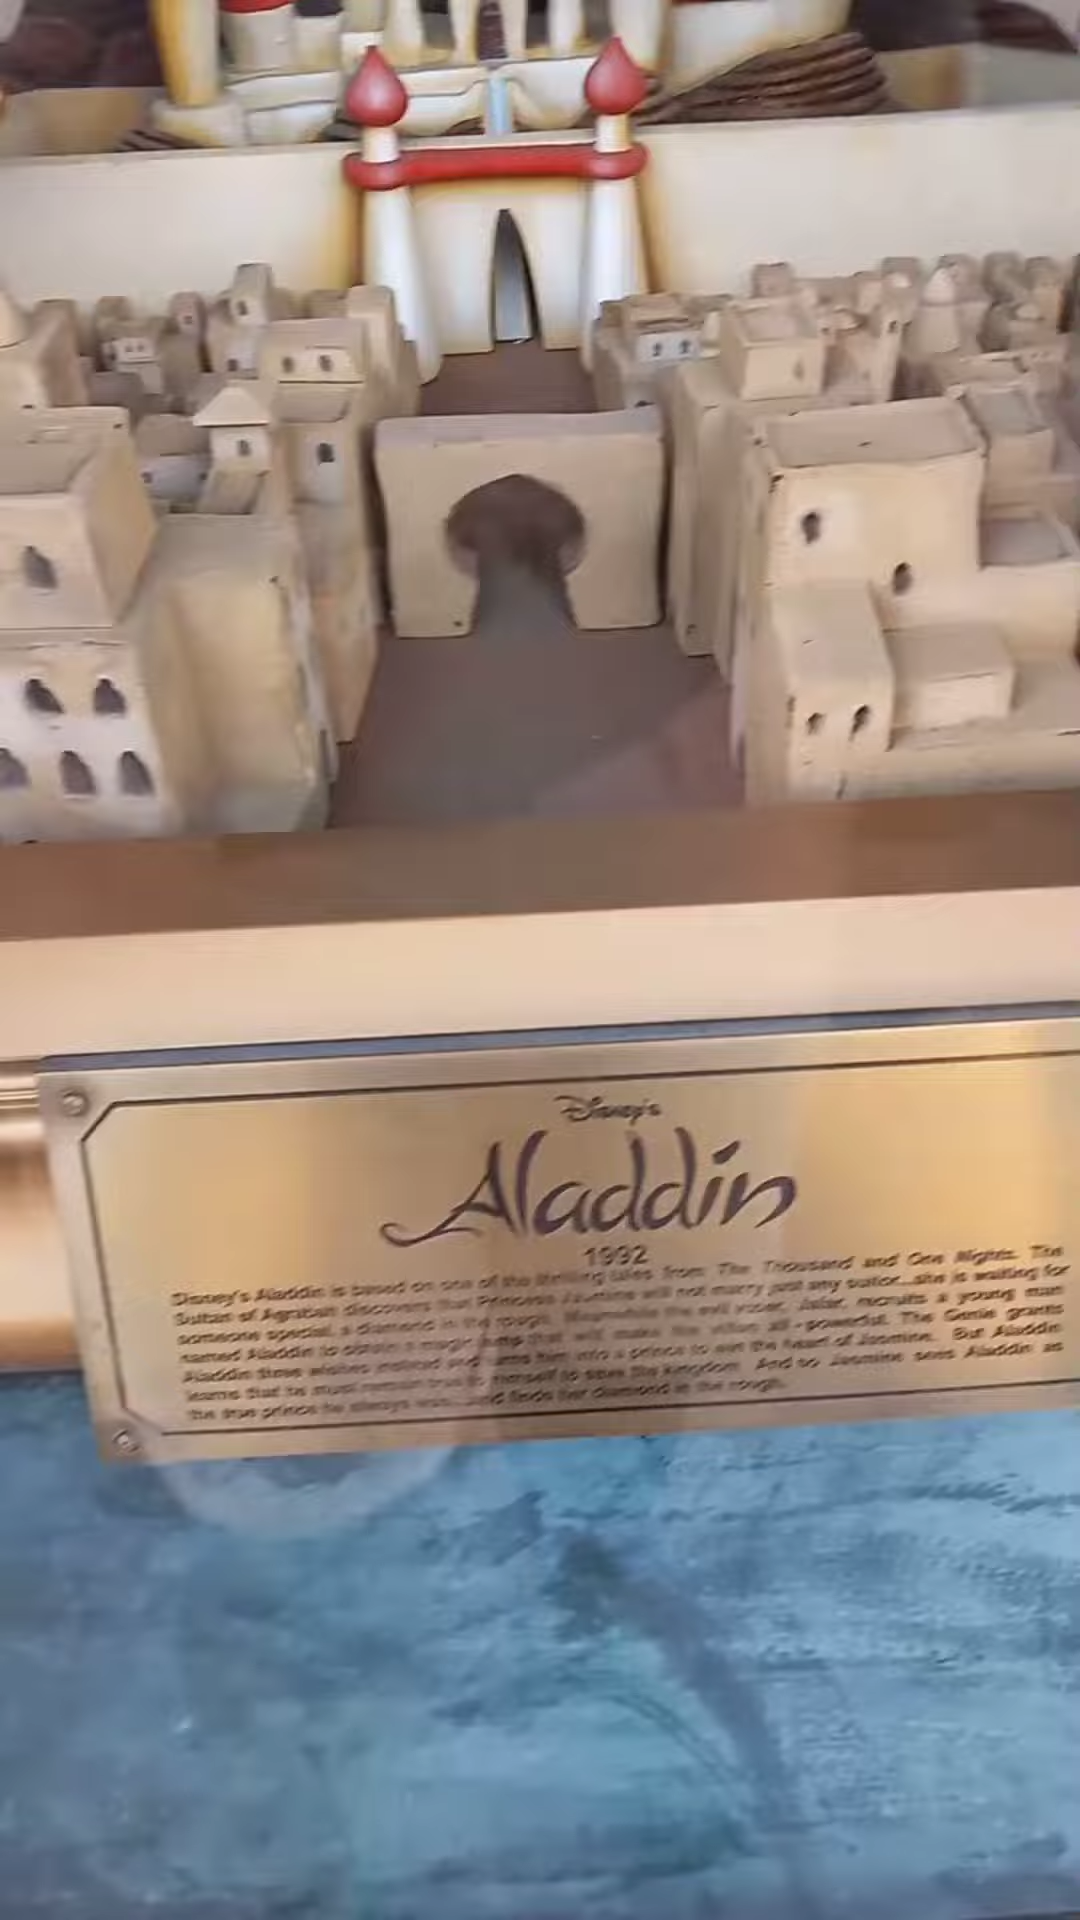 Disney's
Aladdin
1992
Disney's Aladdin is based on one of the thrilling tales from The Thousand and One Nights. The
Sultan of Agrabah discovers that Princess Jasmine will not marry just any suitor...she is waiting for
someone special, a diamond in the rough. Meanwhile the evil vizier, Jafar, recruits a young man
named Aladdin to obtain a magic lamp that will make the villain all-powerful. The Genie grants
Aladdin three wishes instead and turns him into a prince to win the heart of Jasmine. But Aladdin
learns that he must remain true to himself to save the kingdom. And so Jasmine sees Aladdin as
the true prince he always was...and finds her diamond in the rough.